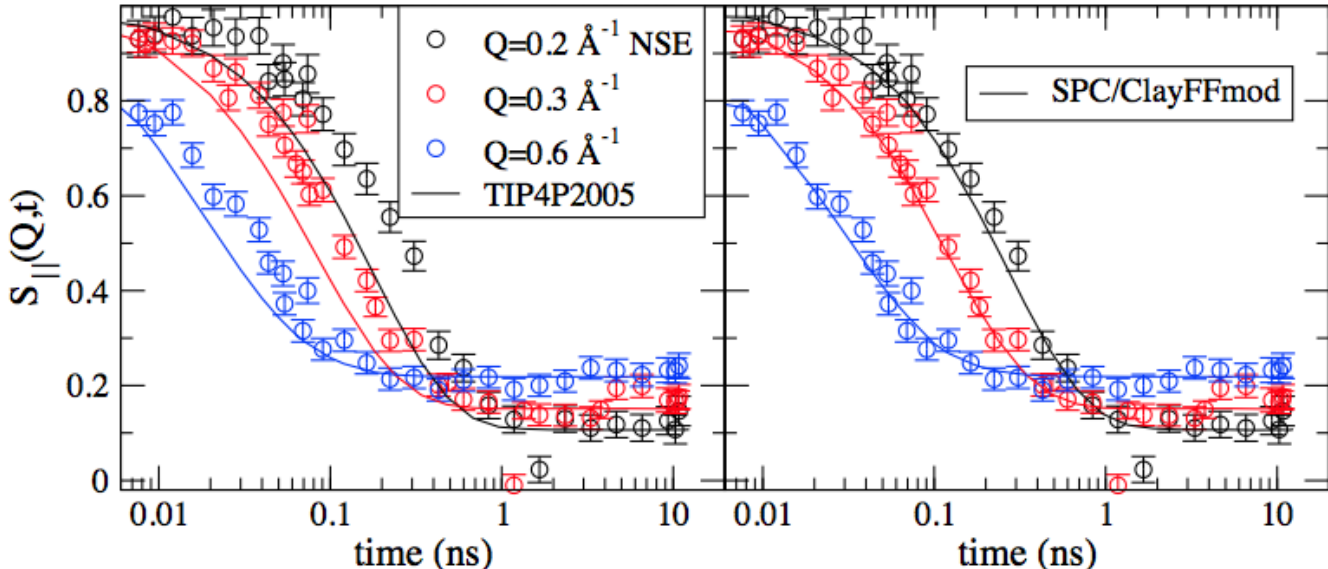 S||(Q,t)
0.8
0.6
0.4
0.2
0
Q=0.2 Å⁻¹ NSE
Q=0.3 Å⁻¹
Q=0.6 Å⁻¹
TIP4P2005
SPC/ClayFFmod
0.01 0.1 1 10
0.01 0.1 1 10
time (ns)
time (ns)